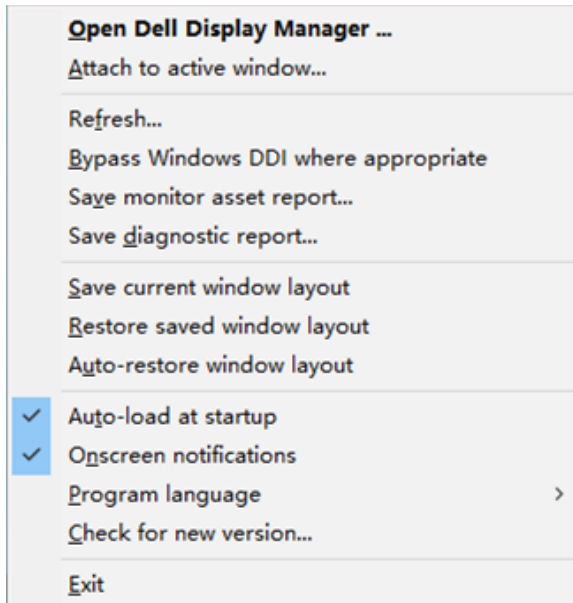 Open Dell Display Manager ...
Attach to active window...
Refresh...
Bypass Windows DDI where appropriate
Save monitor asset report...
Save diagnostic report...
Save current window layout
Restore saved window layout
Auto-restore window layout
Auto-load at startup
Onscreen notifications
Program language
Check for new version...
Exit